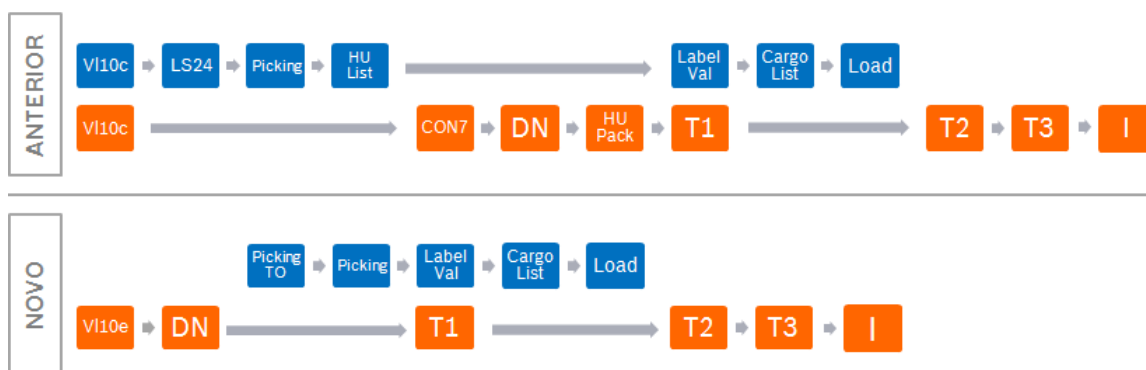 ANTERIOR
Vl10c
LS24
Picking
HU
List
Label
Val
Cargo
List
Load
Vl10c
CON7
DN
HU
Pack
T1
T2
T3
I
NOVO
Picking
TO
Picking
Label
Val
Cargo
List
Load
Vl10e
DN
T1
T2
T3
I